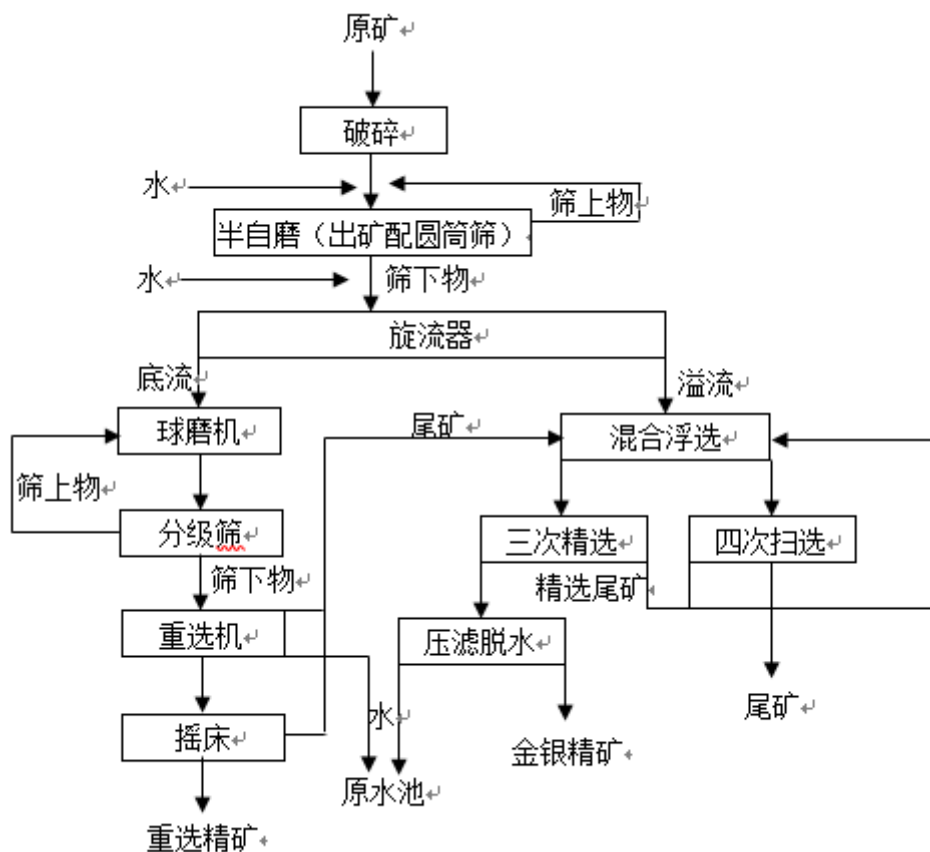 原矿
破碎
水
筛上物
半自磨（出矿配圆筒筛）
水
筛下物
旋流器
底流
溢流
球磨机
尾矿
混合浮选
筛上物
分级筛
三次精选
四次扫选
筛下物
精选尾矿
重选机
压滤脱水
尾矿
水
摇床
金银精矿
原水池
重选精矿